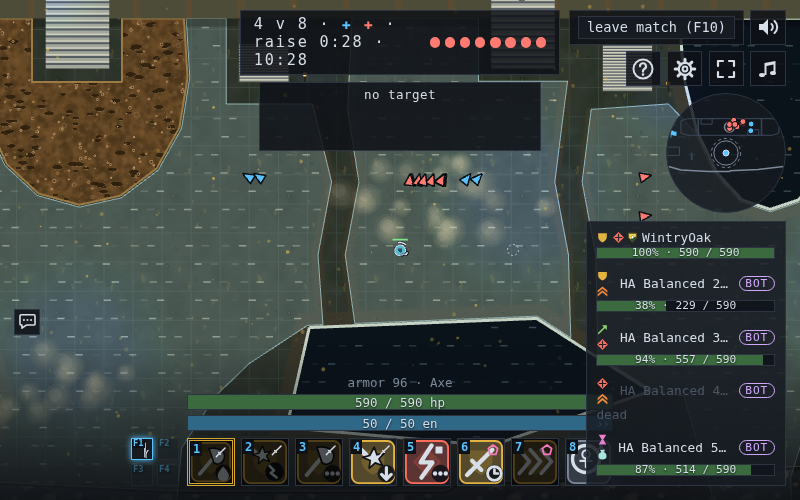 4 v 8 · + + ·
raise 0:28 ·
10:28
leave match (F10)
no target
WintryOak
100% · 590 / 590
HA Balanced 2… BOT
38% · 229 / 590
HA Balanced 3… BOT
94% · 557 / 590
HA Balanced 4… BOT
dead
HA Balanced 5… BOT
87% · 514 / 590
armor 96 · Axe
590 / 590 hp
50 / 50 en
F1 F2
F3 F4
1 2 3 4 5 6 7 8